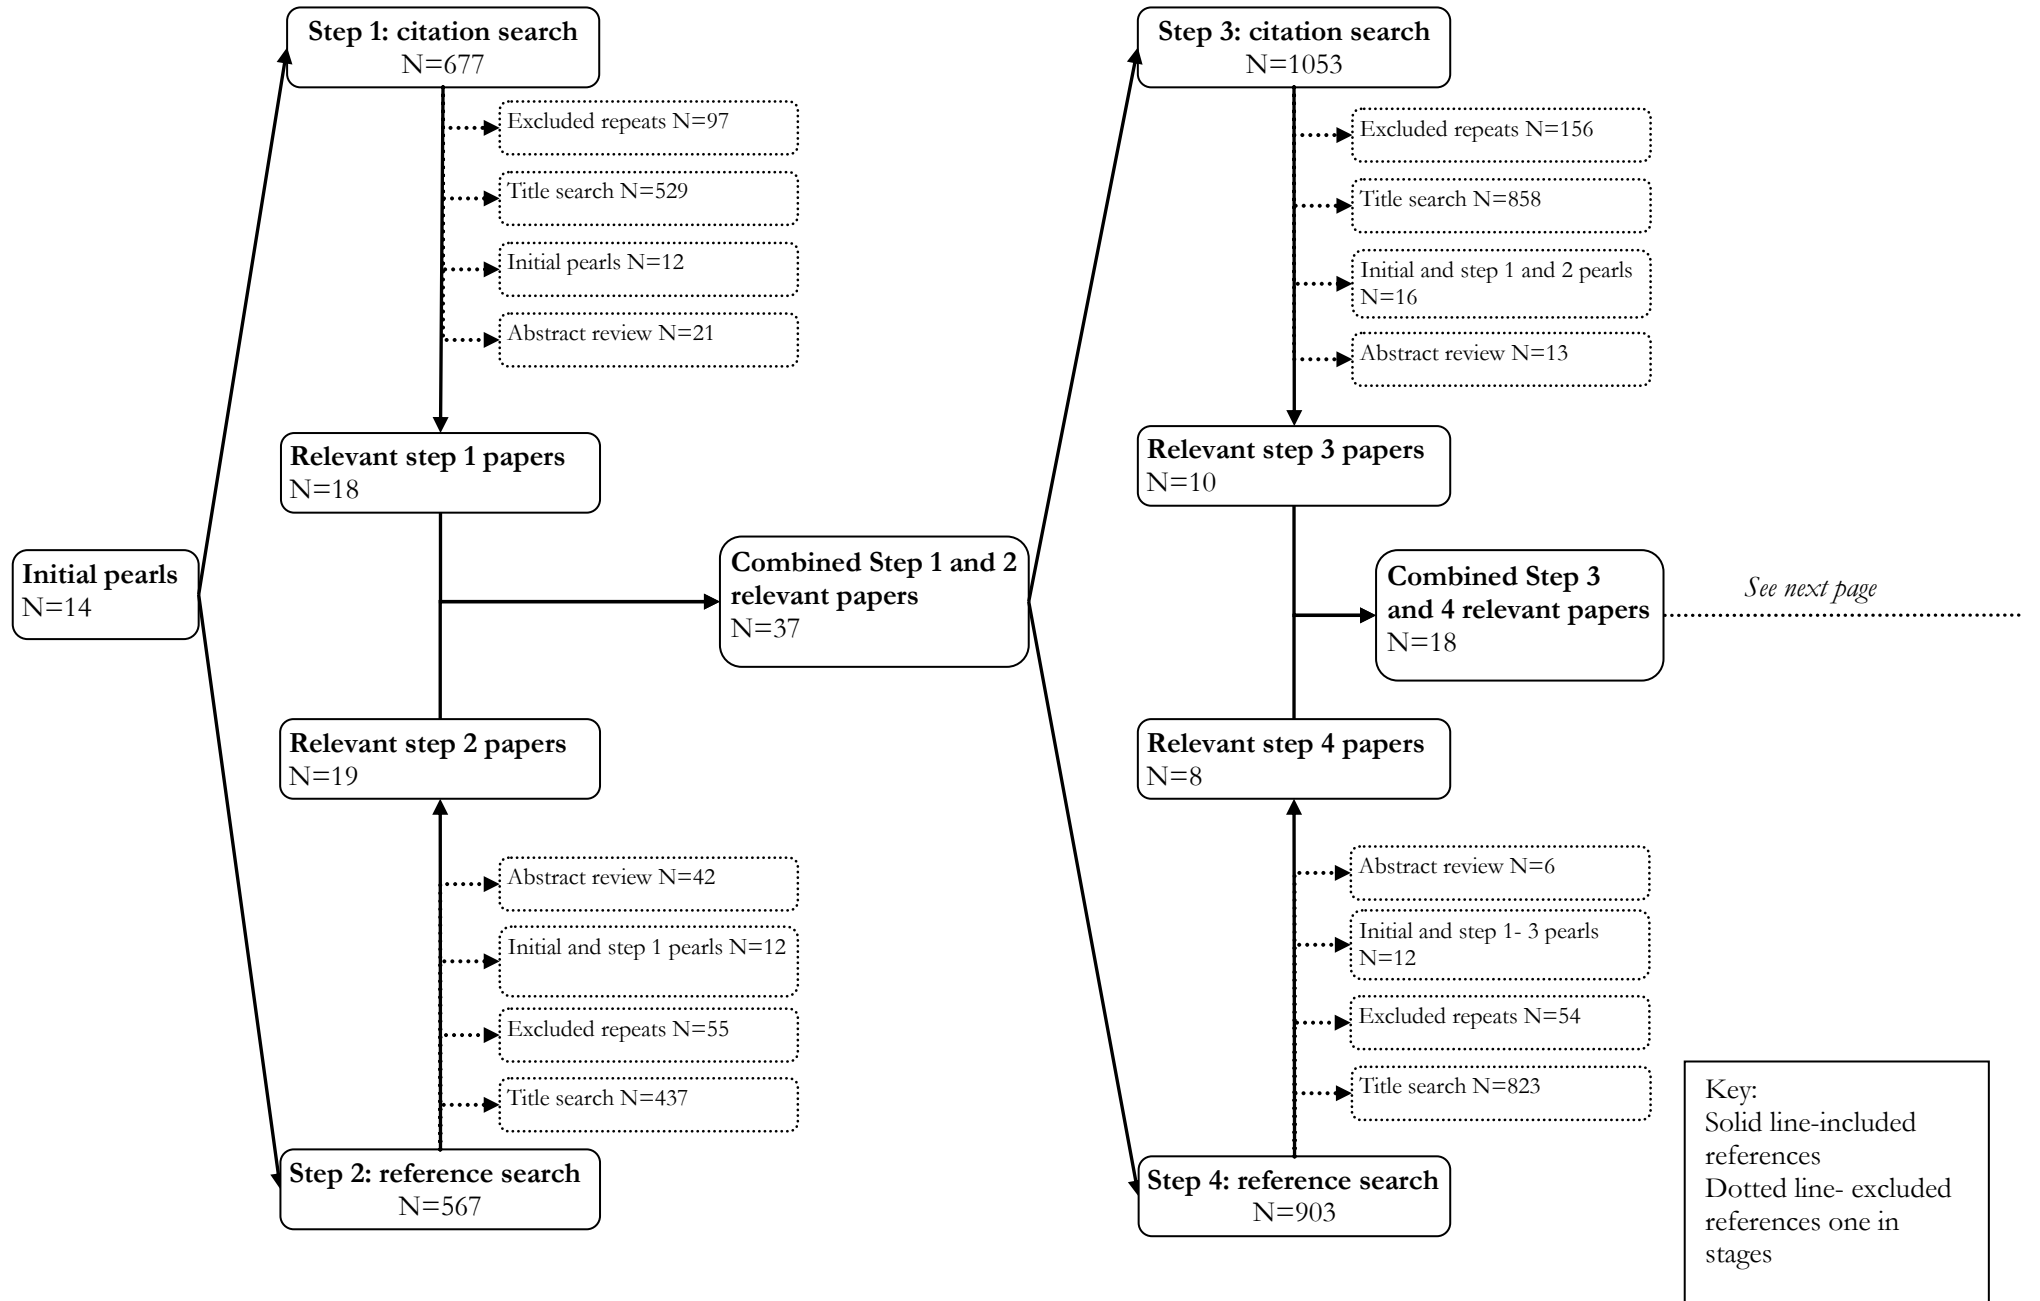 Step 1: citation search
N=677
Excluded repeats N=97
Title search N=529
Initial pearls N=12
Abstract review N=21
Relevant step 1 papers
N=18
Initial pearls
N=14
Combined Step 1 and 2
relevant papers
N=37
Relevant step 2 papers
N=19
Abstract review N=42
Initial and step 1 pearls N=12
Excluded repeats N=55
Title search N=437
Step 2: reference search
N=567
Step 3: citation search
N=1053
Excluded repeats N=156
Title search N=858
Initial and step 1 and 2 pearls
N=16
Abstract review N=13
Relevant step 3 papers
N=10
Combined Step 3
and 4 relevant papers
N=18
See next page
Relevant step 4 papers
N=8
Abstract review N=6
Initial and step 1- 3 pearls
N=12
Excluded repeats N=54
Title search N=823
Step 4: reference search
N=903
Key:
Solid line-included
references
Dotted line- excluded
references one in
stages